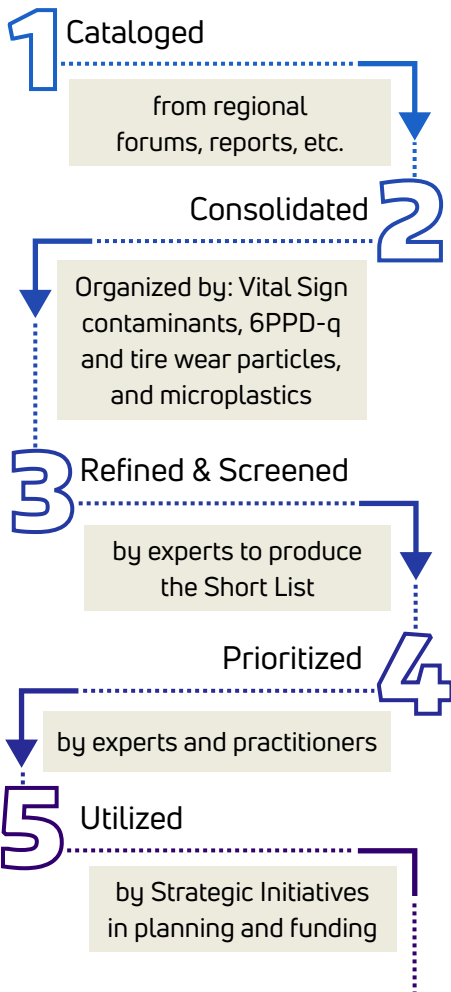 1 Cataloged
from regional
forums, reports, etc.
Consolidated 2
Organized by: Vital Sign
contaminants, 6PPD-q
and tire wear particles,
and microplastics
3 Refined & Screened
by experts to produce
the Short List
Prioritized 4
by experts and practitioners
5 Utilized
by Strategic Initiatives
in planning and funding